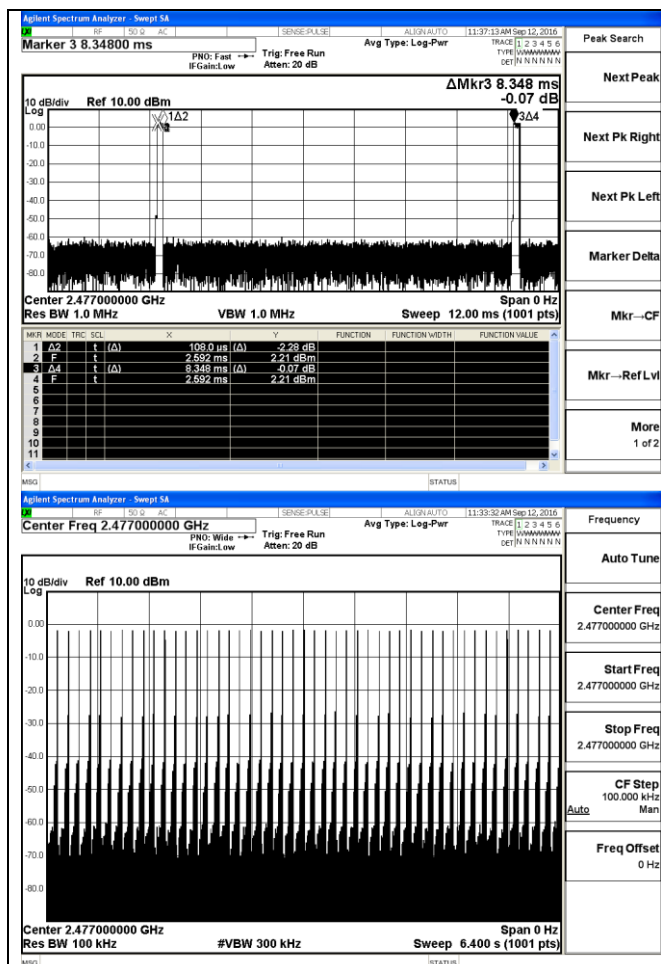 Agilent Spectrum Analyzer - Swept SA
RF 50 Ω AC SENSE:PULSE ALIGN AUTO 11:37:13 AM Sep 12, 2016
Marker 3 8.34800 ms Avg Type: Log-Pwr TRACE 1 2 3 4 5 6
PNO: Fast Trig: Free Run TYPE
IFGain:Low Atten: 20 dB DET N N N N N N
Peak Search
Next Peak
Next Pk Right
Next Pk Left
Marker Delta
Mkr→CF
Mkr→Ref Lvl
More
1 of 2
ΔMkr3 8.348 ms
-0.07 dB
10 dB/div Ref 10.00 dBm
Log
1Δ2 3Δ4
0.00
-10.0
-20.0
-30.0
-40.0
-50.0
-60.0
-70.0
-80.0
Center 2.477000000 GHz Span 0 Hz
Res BW 1.0 MHz VBW 1.0 MHz Sweep 12.00 ms (1001 pts)
MKR MODE TRC SCL X Y FUNCTION FUNCTION WIDTH FUNCTION VALUE
1 Δ2 t (Δ) 108.0 µs (Δ) -2.28 dB
2 F t 2.592 ms 2.21 dBm
3 Δ4 t (Δ) 8.348 ms (Δ) -0.07 dB
4 F t 2.592 ms 2.21 dBm
5
6
7
8
9
10
11
MSG STATUS
Agilent Spectrum Analyzer - Swept SA
RF 50 Ω AC SENSE:PULSE ALIGN AUTO 11:33:32 AM Sep 12, 2016
Center Freq 2.477000000 GHz Avg Type: Log-Pwr TRACE 1 2 3 4 5 6
PNO: Wide Trig: Free Run TYPE
IFGain:Low Atten: 20 dB DET N N N N N N
Frequency
Auto Tune
Center Freq
2.477000000 GHz
Start Freq
2.477000000 GHz
Stop Freq
2.477000000 GHz
CF Step
100.000 kHz
Auto Man
Freq Offset
0 Hz
10 dB/div Ref 10.00 dBm
Log
0.00
-10.0
-20.0
-30.0
-40.0
-50.0
-60.0
-70.0
-80.0
Center 2.477000000 GHz Span 0 Hz
Res BW 100 kHz #VBW 300 kHz Sweep 6.400 s (1001 pts)
MSG STATUS